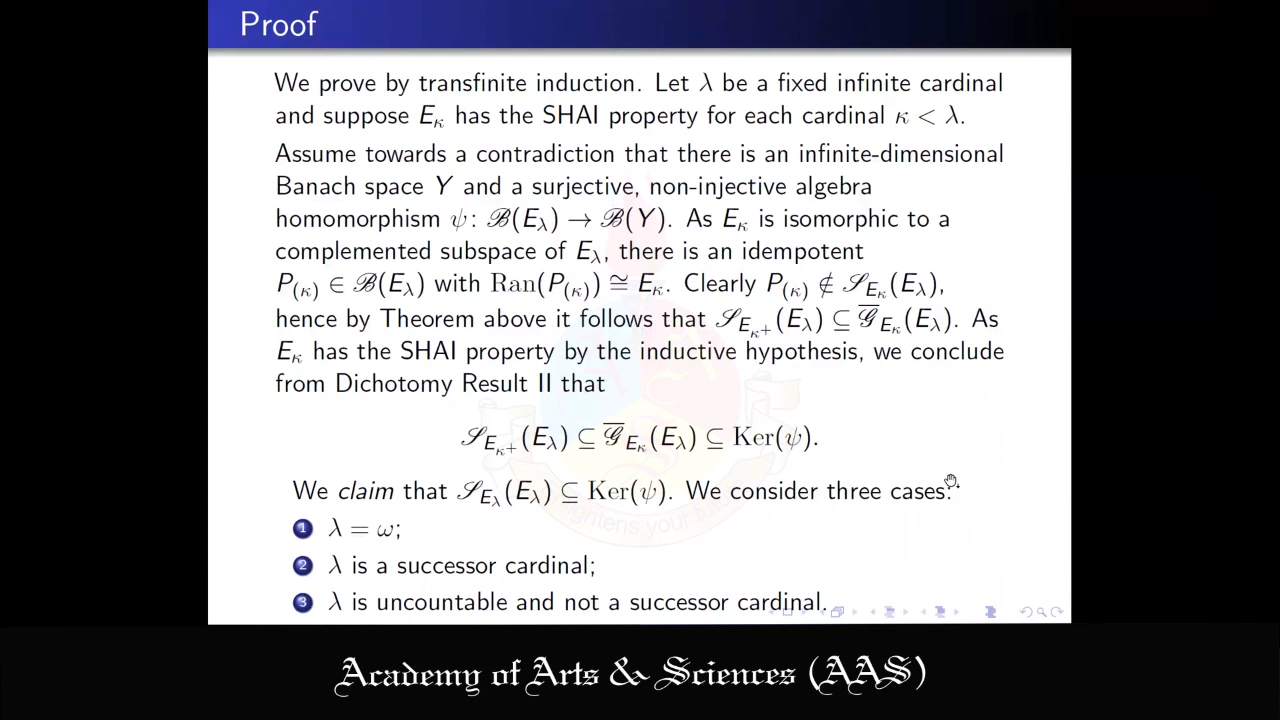 Proof
We prove by transfinite induction. Let λ be a fixed infinite cardinal
and suppose E_κ has the SHAI property for each cardinal κ < λ.
Assume towards a contradiction that there is an infinite-dimensional
Banach space Y and a surjective, non-injective algebra
homomorphism ψ: ℬ(E_λ) → ℬ(Y). As E_κ is isomorphic to a
complemented subspace of E_λ, there is an idempotent
P_(κ) ∈ ℬ(E_λ) with Ran(P_(κ)) ≅ E_κ. Clearly P_(κ) ∉ 𝒮_{E_κ}(E_λ),
hence by Theorem above it follows that 𝒮_{E_{κ^+}}(E_λ) ⊆ \overline{𝒢}_{E_κ}(E_λ). As
E_κ has the SHAI property by the inductive hypothesis, we conclude
from Dichotomy Result II that
𝒮_{E_{κ^+}}(E_λ) ⊆ \overline{𝒢}_{E_κ}(E_λ) ⊆ Ker(ψ).
We claim that 𝒮_{E_λ}(E_λ) ⊆ Ker(ψ). We consider three cases:
1 λ = ω;
2 λ is a successor cardinal;
3 λ is uncountable and not a successor cardinal.
Academy of Arts & Sciences (AAS)